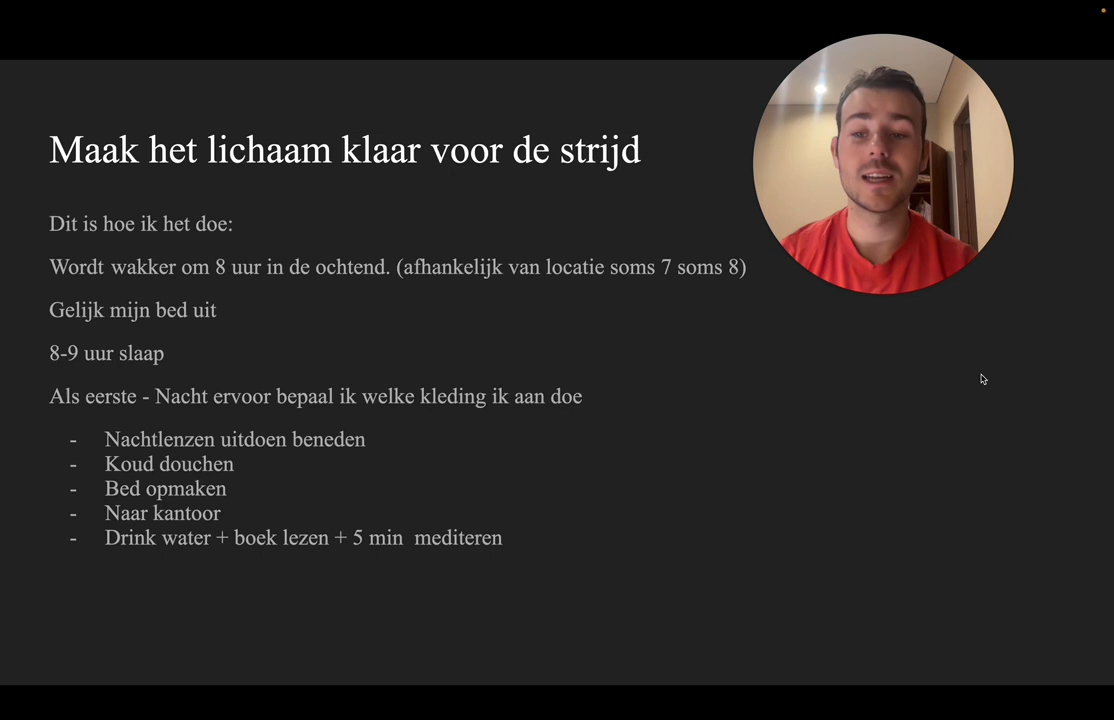 Maak het lichaam klaar voor de strijd
Dit is hoe ik het doe:
Wordt wakker om 8 uur in de ochtend. (afhankelijk van locatie soms 7 soms 8)
Gelijk mijn bed uit
8-9 uur slaap
Als eerste - Nacht ervoor bepaal ik welke kleding ik aan doe
- Nachtlenzen uitdoen beneden
- Koud douchen
- Bed opmaken
- Naar kantoor
- Drink water + boek lezen + 5 min mediteren